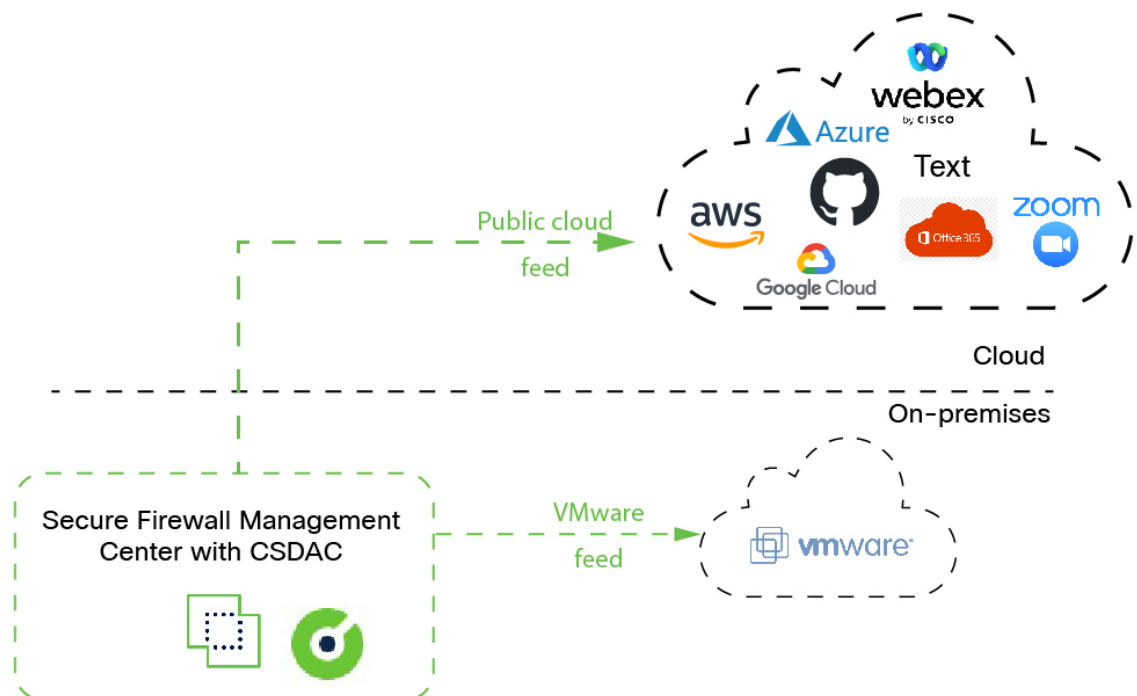 webex
by CISCO
Azure
Text
aws
zoom
Office 365
Google Cloud
Public cloud
feed
Cloud
On-premises
Secure Firewall Management
Center with CSDAC
VMware
feed
vmware®